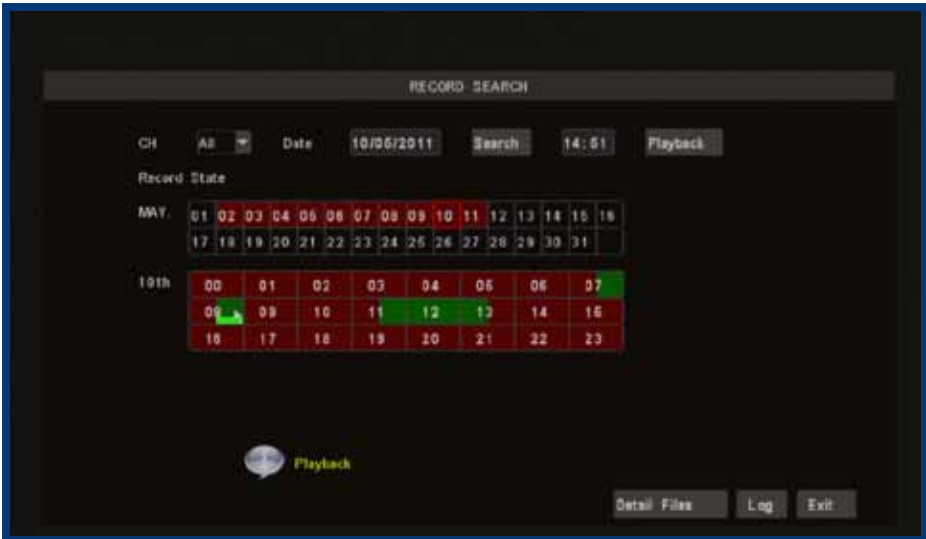 RECORD SEARCH
CH All Date 10/05/2011 Search 14:51 Playback
Record State
MAY. 01 02 03 04 05 06 07 08 09 10 11 12 13 14 15 16
17 18 19 20 21 22 23 24 25 26 27 28 29 30 31
10th 00 01 02 03 04 05 06 07
08 09 10 11 12 13 14 15
16 17 18 19 20 21 22 23
Playback
Detail Files Log Exit